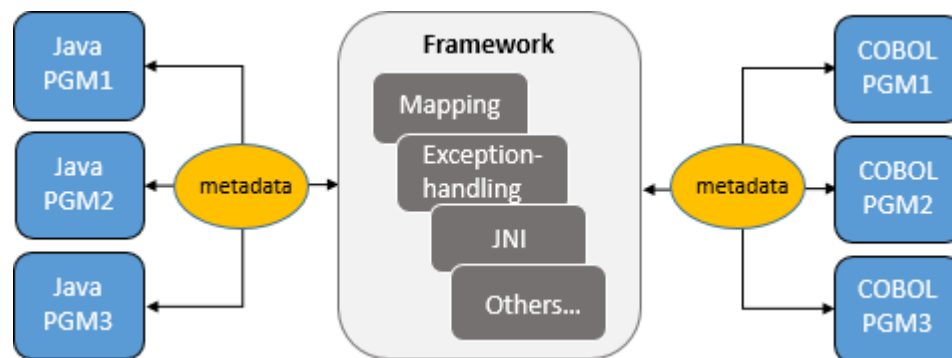 Java
PGM1
Java
PGM2
Java
PGM3
metadata
Framework
Mapping
Exception-
handling
JNI
Others...
metadata
COBOL
PGM1
COBOL
PGM2
COBOL
PGM3